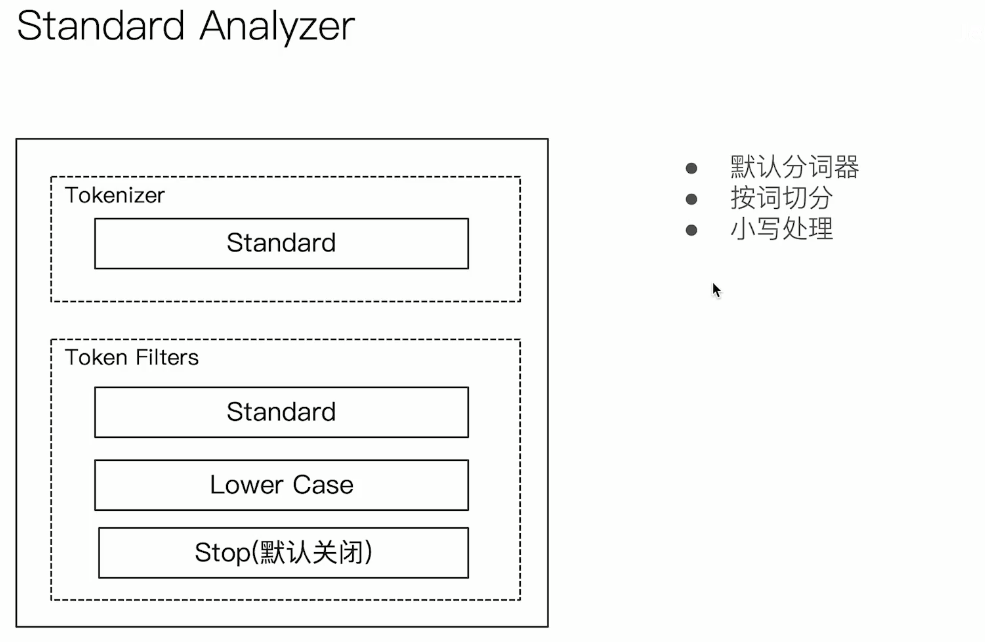 Standard Analyzer
Tokenizer
Standard
Token Filters
Standard
Lower Case
Stop(默认关闭)
● 默认分词器
● 按词切分
● 小写处理